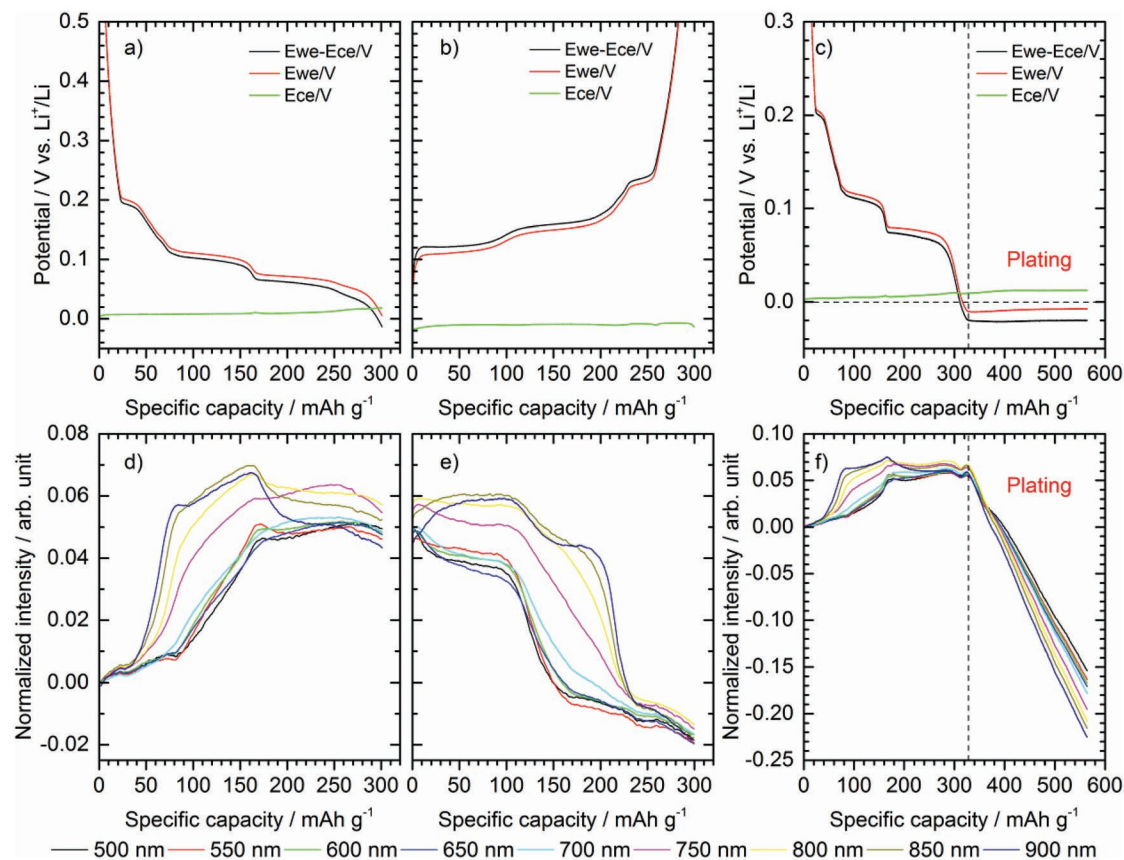 a)
Ewe-Ece/V
Ewe/V
Ece/V
0.5
0.4
0.3
0.2
0.1
0.0
Potential / V vs. Li⁺/Li
0 50 100 150 200 250 300
Specific capacity / mAh g⁻¹
b)
Ewe-Ece/V
Ewe/V
Ece/V
0 50 100 150 200 250 300
Specific capacity / mAh g⁻¹
c)
Ewe-Ece/V
Ewe/V
Ece/V
0.3
0.2
0.1
0.0
Potential / V vs. Li⁺/Li
Plating
0 100 200 300 400 500 600
Specific capacity / mAh g⁻¹
d)
0.08
0.06
0.04
0.02
0.00
-0.02
Normalized intensity / arb. unit
0 50 100 150 200 250 300
Specific capacity / mAh g⁻¹
e)
0 50 100 150 200 250 300
Specific capacity / mAh g⁻¹
f)
0.10
0.05
0.00
-0.05
-0.10
-0.15
-0.20
-0.25
Normalized intensity / arb. unit
Plating
0 100 200 300 400 500 600
Specific capacity / mAh g⁻¹
500 nm 550 nm 600 nm 650 nm 700 nm 750 nm 800 nm 850 nm 900 nm